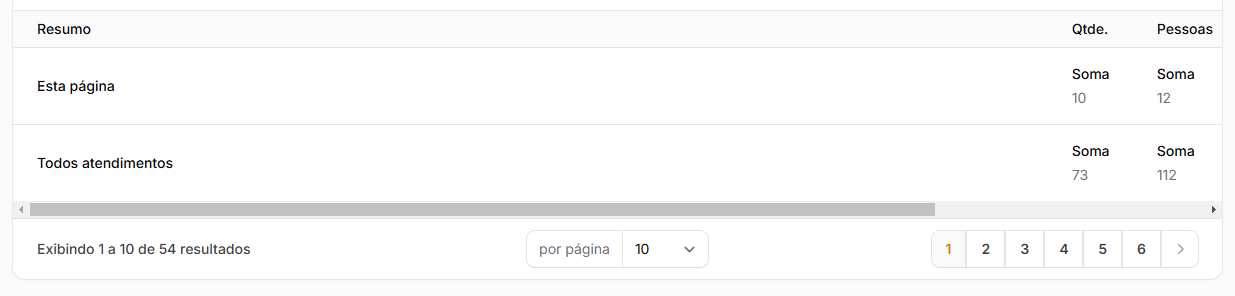 Resumo Qtde. Pessoas
Soma Soma
Esta página
10 12
Soma Soma
Todos atendimentos
73 112
Exibindo 1 a 10 de 54 resultados por página 10 1 2 3 4 5 6